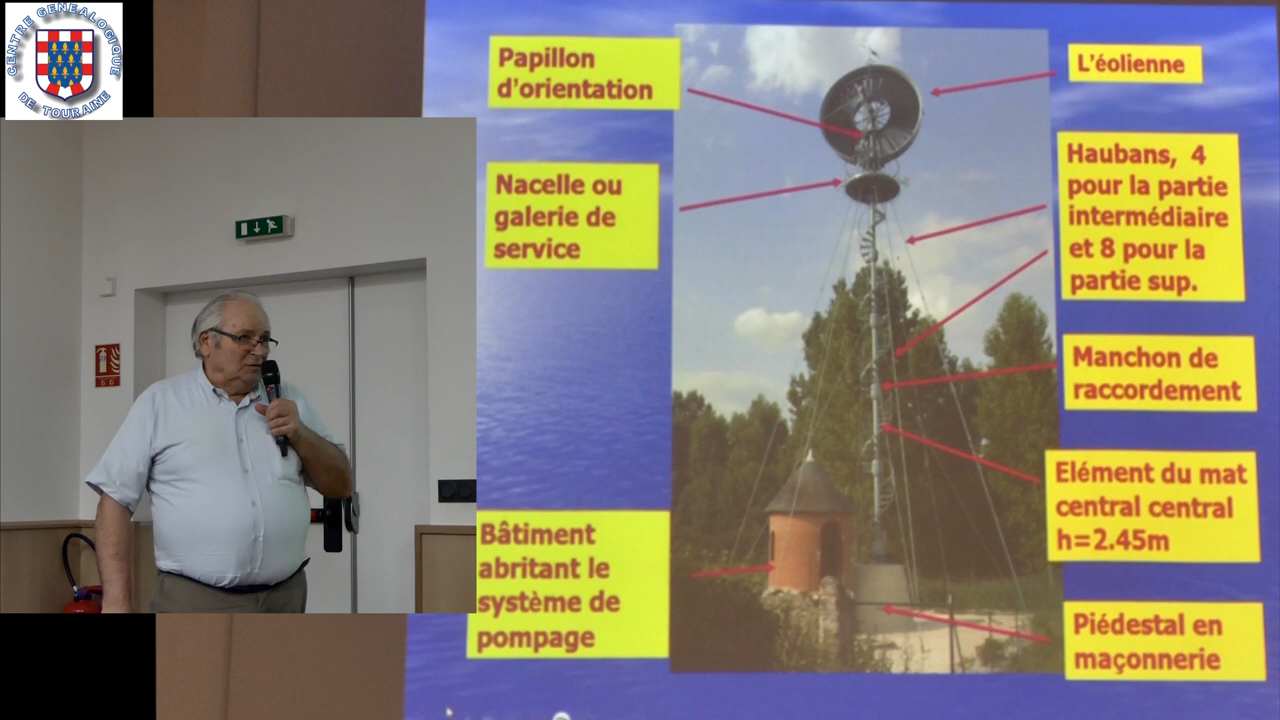 CENTRE GENEALOGIQUE
DE TOURAINE
Papillon
d'orientation
L'éolienne
Nacelle ou
galerie de
service
Haubans, 4
pour la partie
intermédiaire
et 8 pour la
partie sup.
Manchon de
raccordement
Elément du mat
central central
h=2.45m
Bâtiment
abritant le
système de
pompage
Piédestal en
maçonnerie